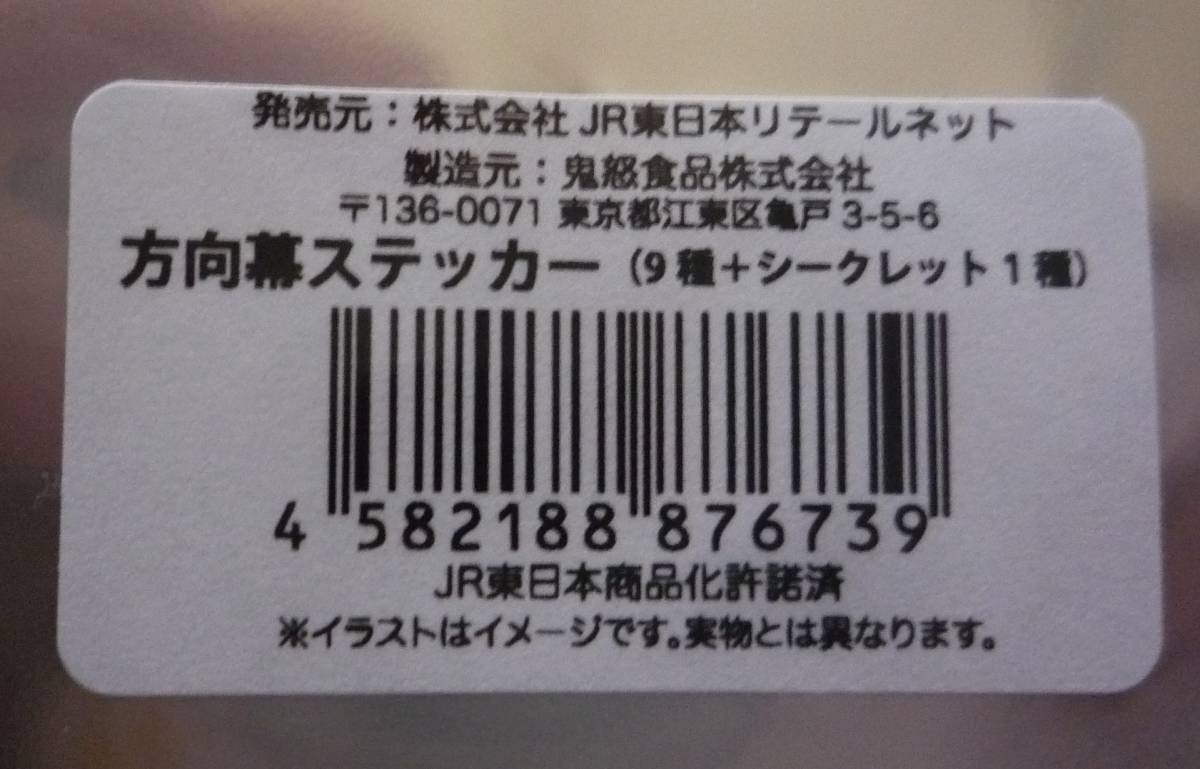 発売元：株式会社 JR東日本リテールネット
製造元：鬼怒食品株式会社
〒136-0071 東京都江東区亀戸 3-5-6
方向幕ステッカー（9 種＋シークレット 1 種）
4 582188 876739
JR東日本商品化許諾済
※イラストはイメージです。実物とは異なります。